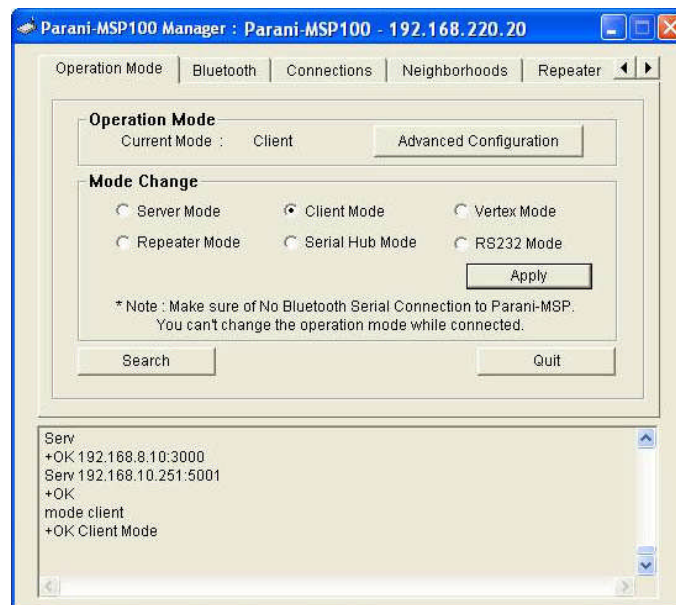 Parani-MSP100 Manager : Parani-MSP100 - 192.168.220.20
Operation Mode Bluetooth Connections Neighborhoods Repeater
Operation Mode
Current Mode : Client Advanced Configuration
Mode Change
Server Mode Client Mode Vertex Mode
Repeater Mode Serial Hub Mode RS232 Mode
Apply
* Note : Make sure of No Bluetooth Serial Connection to Parani-MSP.
You can't change the operation mode while connected.
Search Quit
Serv
+OK 192.168.8.10:3000
Serv 192.168.10.251:5001
+OK
mode client
+OK Client Mode